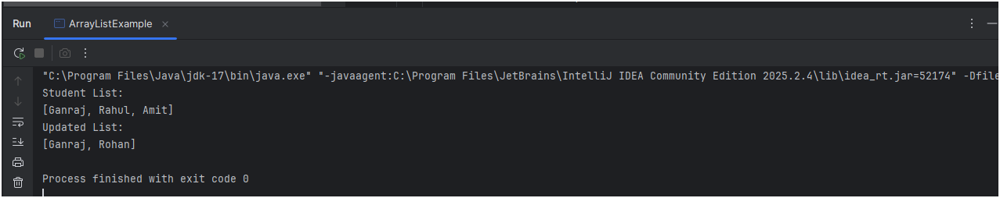 Run ArrayListExample
"C:\Program Files\Java\jdk-17\bin\java.exe" "-javaagent:C:\Program Files\JetBrains\IntelliJ IDEA Community Edition 2025.2.4\lib\idea_rt.jar=52174" -Dfile
Student List:
[Ganraj, Rahul, Amit]
Updated List:
[Ganraj, Rohan]
Process finished with exit code 0